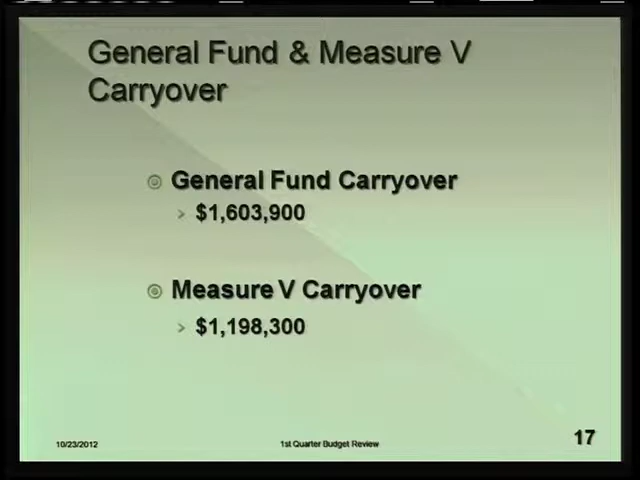 General Fund & Measure V
Carryover
General Fund Carryover
$1,603,900
Measure V Carryover
$1,198,300
10/23/2012
1st Quarter Budget Review
17